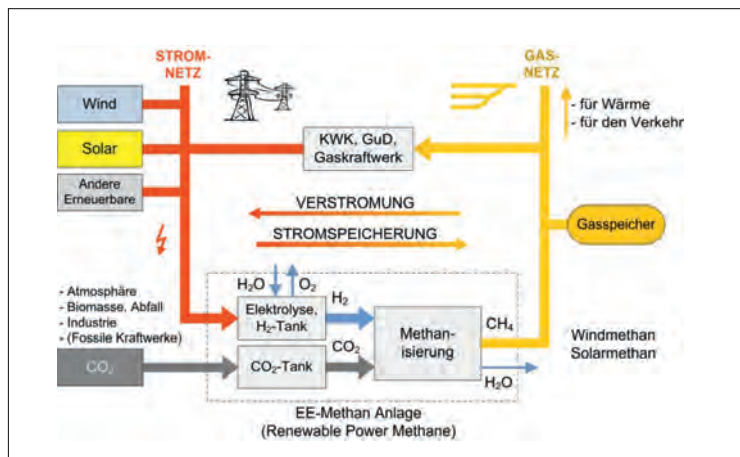 STROM-
NETZ
GAS-
NETZ
Wind
Solar
Andere
Erneuerbare
KWK, GuD,
Gaskraftwerk
- für Wärme
- für den Verkehr
VERSTROMUNG
STROMSPEICHERUNG
Gasspeicher
- Atmosphäre
- Biomasse, Abfall
- Industrie
- (Fossile Kraftwerke)
H₂O
O₂
Elektrolyse,
H₂-Tank
H₂
Methan-
isierung
CH₄
Windmethan
Solarmethan
CO₂
CO₂-Tank
CO₂
H₂O
EE-Methan Anlage
(Renewable Power Methane)